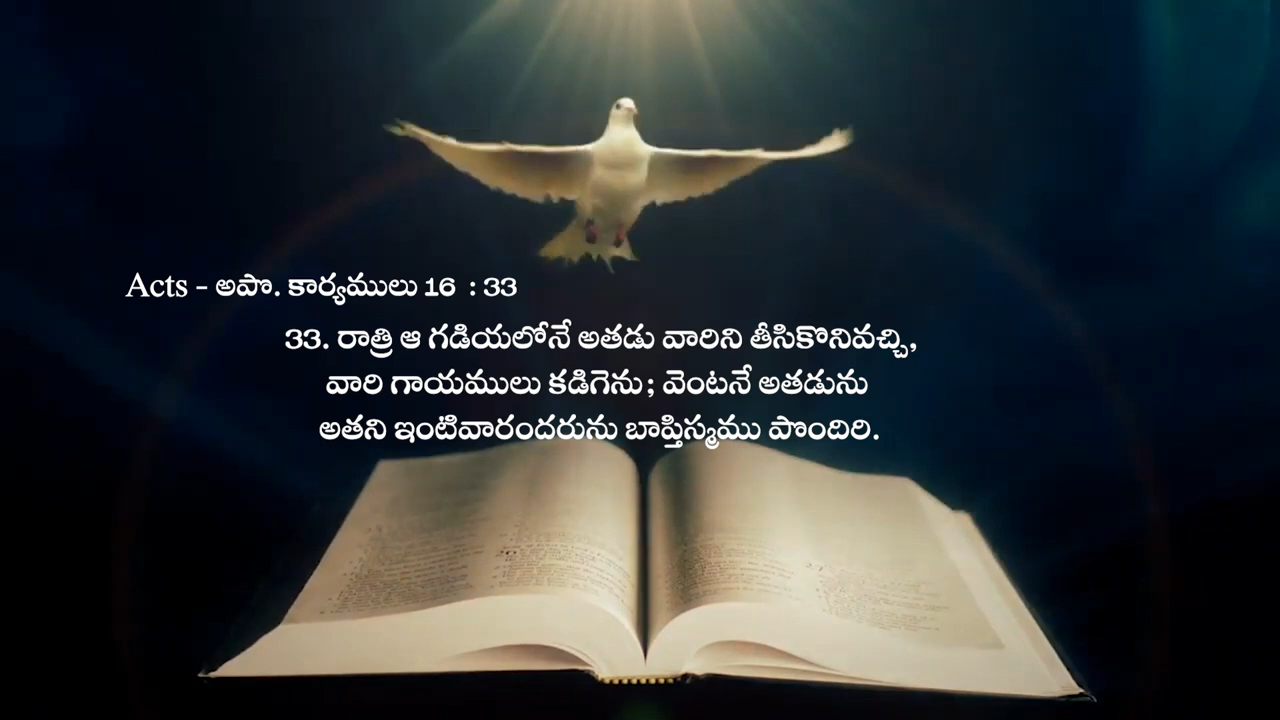 Acts - అపొ. కార్యములు 16 : 33
33. రాత్రి ఆ గడియలోనే అతడు వారిని తీసికొనివచ్చి,
వారి గాయములు కడిగెను; వెంటనే అతడును
అతని ఇంటివారందరును బాప్తిస్మము పొందిరి.